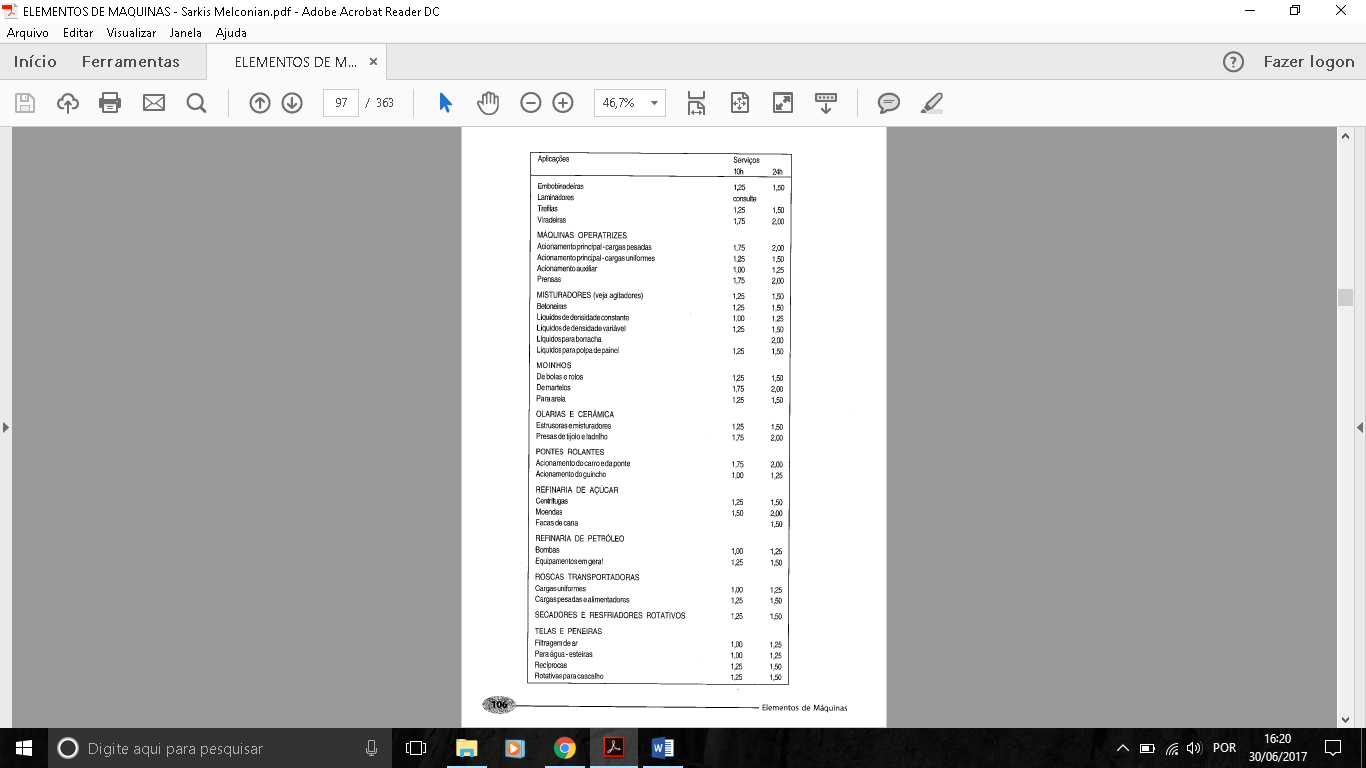 ELEMENTOS DE MAQUINAS - Sarkis Melconian.pdf - Adobe Acrobat Reader DC
Arquivo Editar Visualizar Janela Ajuda
Início Ferramentas ELEMENTOS DE M... × ? Fazer logon
97 / 363 46,7%
Aplicações Serviços
10h 24h
Embobinadeiras 1,25 1,50
Laminadores consulte
Trefilas 1,25 1,50
Viradeiras 1,75 2,00
MÁQUINAS OPERATRIZES
Acionamento principal - cargas pesadas 1,75 2,00
Acionamento principal - cargas uniformes 1,25 1,50
Acionamento auxiliar 1,00 1,25
Prensas 1,75 2,00
MISTURADORES (veja agitadores) 1,25 1,50
Betoneiras 1,25 1,50
Líquidos de densidade constante 1,00 1,25
Líquidos de densidade variável 1,25 1,50
Líquidos para borracha 2,00
Líquidos para polpa de painel 1,25 1,50
MOINHOS
De bolas e rolos 1,25 1,50
De martelos 1,75 2,00
Para areia 1,25 1,50
OLARIAS E CERÂMICA
Estrusoras e misturadores 1,25 1,50
Presas de tijolo e ladrilho 1,75 2,00
PONTES ROLANTES
Acionamento do carro e da ponte 1,75 2,00
Acionamento do guincho 1,00 1,25
REFINARIA DE AÇÚCAR
Centrífugas 1,25 1,50
Moendas 1,50 2,00
Facas de cana 1,50
REFINARIA DE PETRÓLEO
Bombas 1,00 1,25
Equipamentos em geral 1,25 1,50
ROSCAS TRANSPORTADORAS
Cargas uniformes 1,00 1,25
Cargas pesadas e alimentadores 1,25 1,50
SECADORES E RESFRIADORES ROTATIVOS 1,25 1,50
TELAS E PENEIRAS
Filtragem de ar 1,00 1,25
Para água - esteiras 1,00 1,25
Recíprocas 1,25 1,50
Rotativas para cascalho 1,25 1,50
106 Elementos de Máquinas
Digite aqui para pesquisar
POR
16:20
30/06/2017